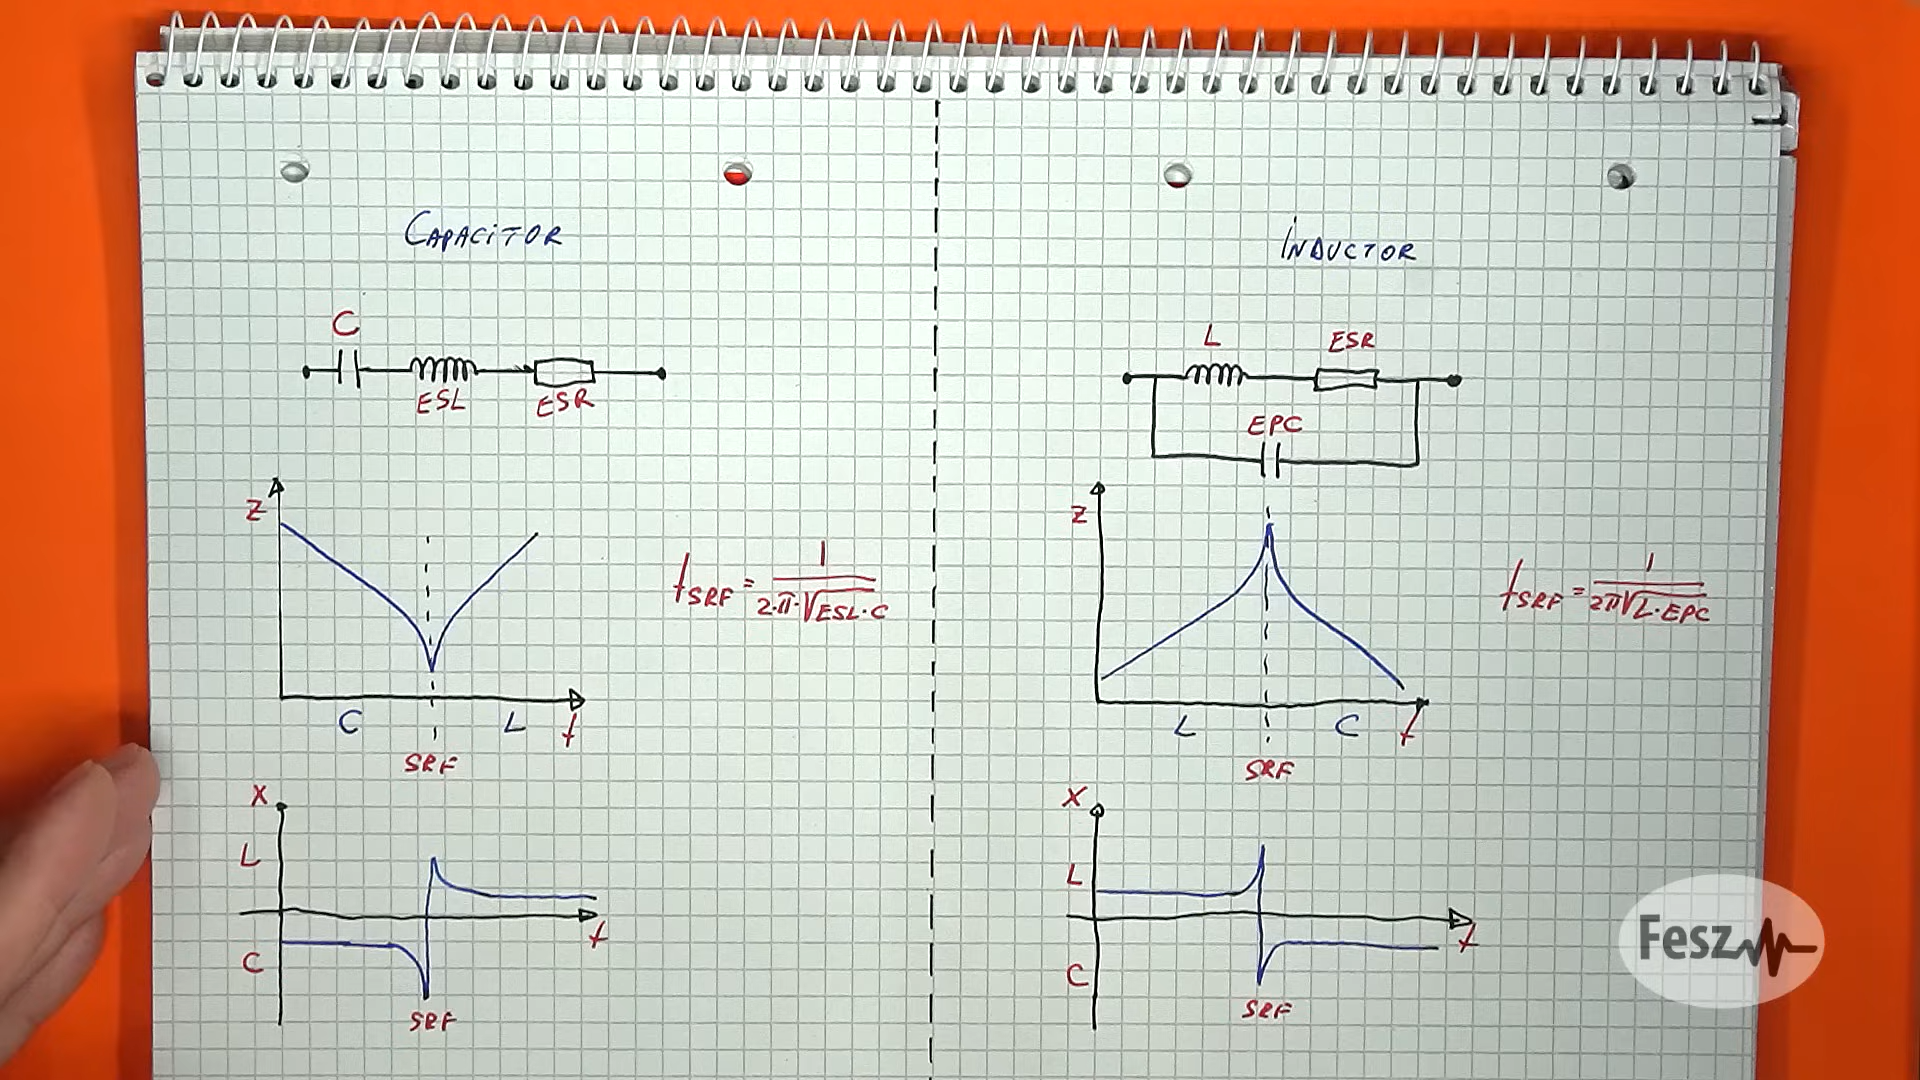 CAPACITOR
C
ESL
ESR
Z
C
L
f
SRF
fSRF = 1 / 2·π·√ESL·C
X
L
C
f
SRF
INDUCTOR
L
ESR
EPC
Z
L
C
f
SRF
fSRF = 1 / 2π√L·EPC
X
L
C
f
SRF
Fesz